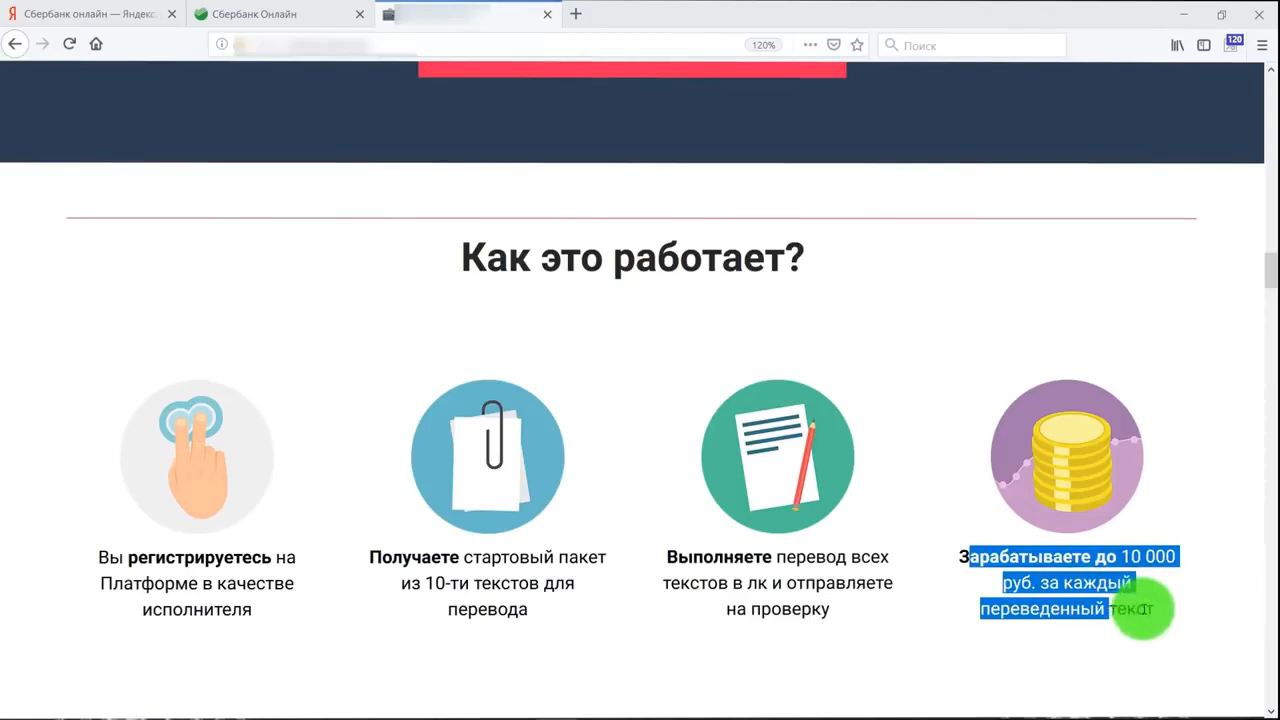 Сбербанк онлайн — Яндекс.
Сбербанк Онлайн
120%
Поиск
120
Как это работает?
Вы регистрируетесь на
Платформе в качестве
исполнителя
Получаете стартовый пакет
из 10-ти текстов для
перевода
Выполняете перевод всех
текстов в лк и отправляете
на проверку
Зарабатываете до 10 000
руб. за каждый
переведенный текст